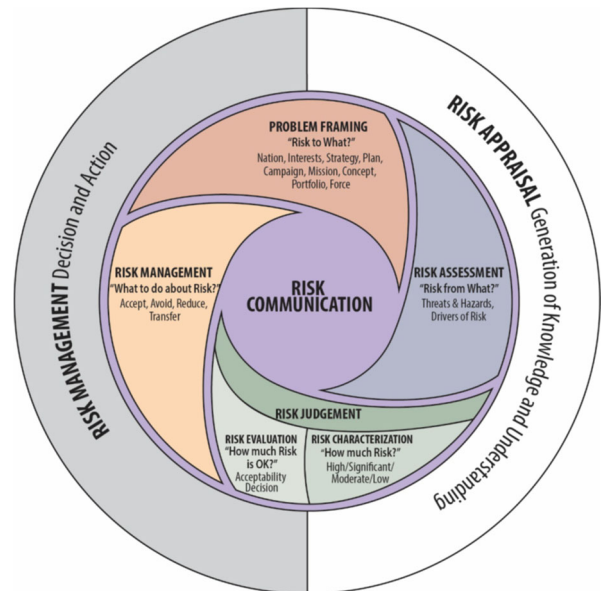 RISK MANAGEMENT Decision and Action
RISK APPRAISAL Generation of Knowledge and Understanding
PROBLEM FRAMING
“Risk to What?”
Nation, Interests, Strategy, Plan,
Campaign, Mission, Concept,
Portfolio, Force
RISK MANAGEMENT
"What to do about Risk?"
Accept, Avoid, Reduce,
Transfer
RISK
COMMUNICATION
RISK ASSESSMENT
“Risk from What?”
Threats & Hazards,
Drivers of Risk
RISK JUDGEMENT
RISK EVALUATION
“How much Risk
is OK?”
Acceptability
Decision
RISK CHARACTERIZATION
“How much Risk?”
High/Significant/
Moderate/Low